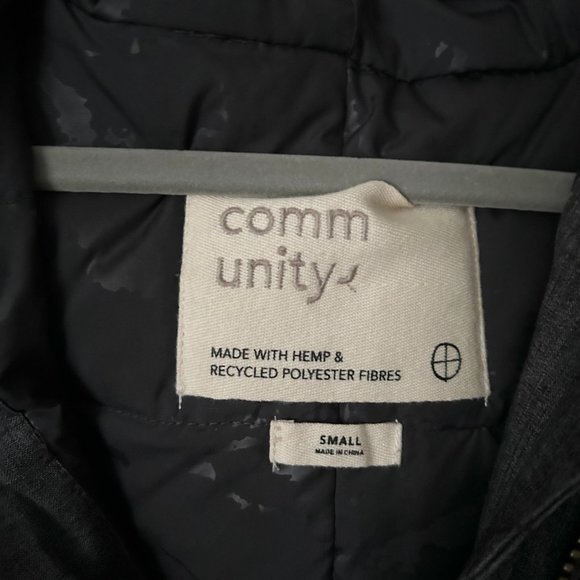 comm
unity
MADE WITH HEMP &
RECYCLED POLYESTER FIBRES
SMALL
MADE IN CHINA